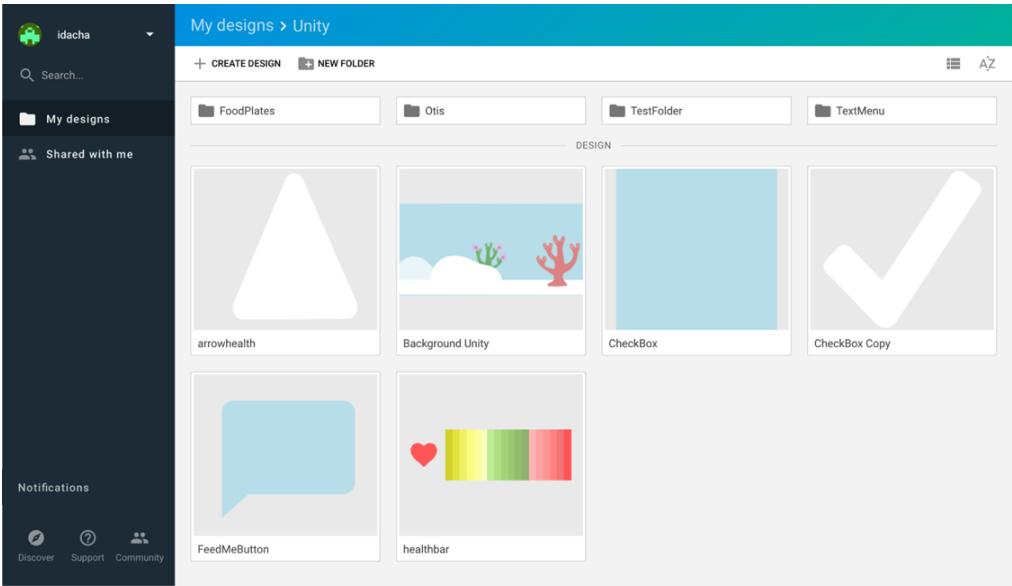 idacha
Search...
My designs
Shared with me
Notifications
Discover
Support
Community
My designs > Unity
CREATE DESIGN
NEW FOLDER
AZ
FoodPlates
Otis
TestFolder
TextMenu
DESIGN
arrowhealth
Background Unity
CheckBox
CheckBox Copy
FeedMeButton
healthbar